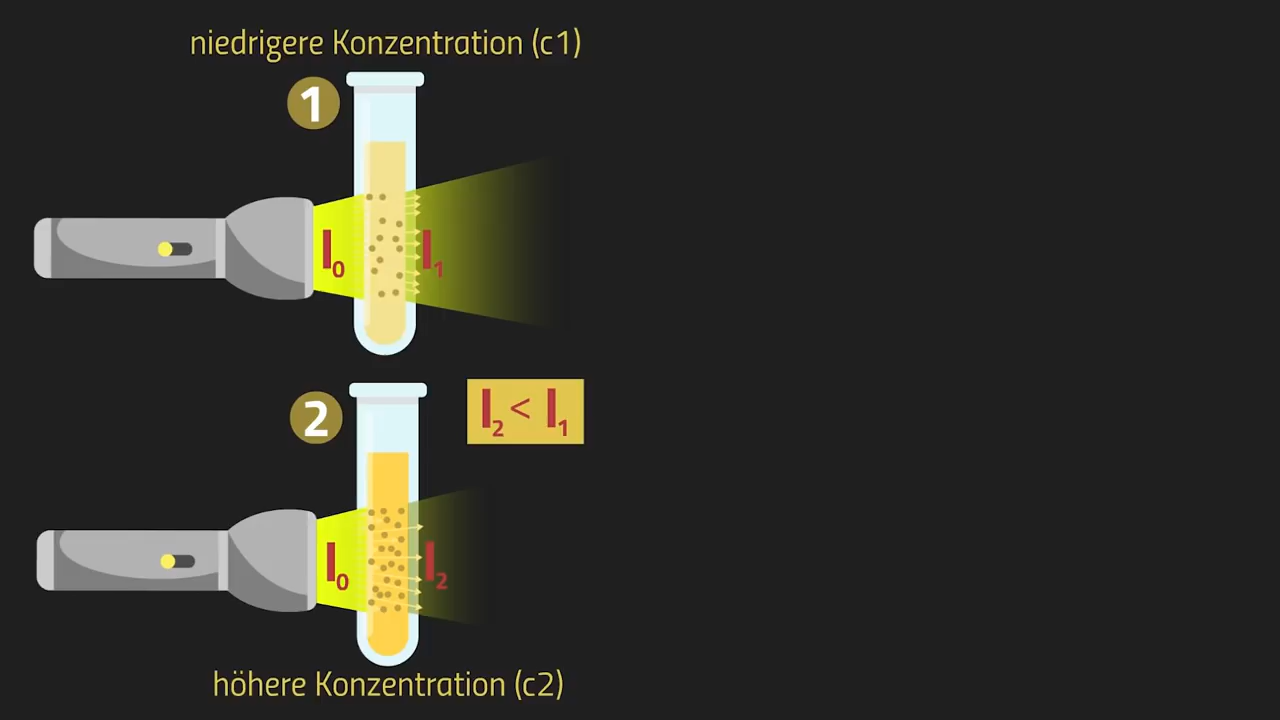 niedrigere Konzentration (c1)
1
I₀
I₁
2
I₂ < I₁
I₀
I₂
höhere Konzentration (c2)